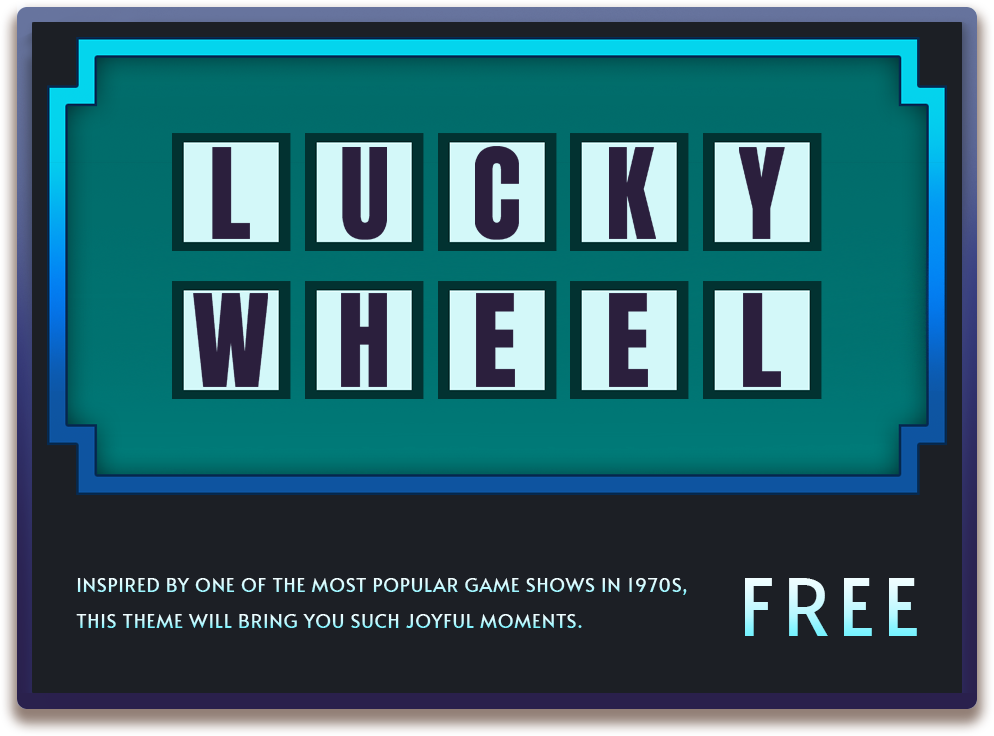 LUCKY
WHEEL
INSPIRED BY ONE OF THE MOST POPULAR GAME SHOWS IN 1970S,
THIS THEME WILL BRING YOU SUCH JOYFUL MOMENTS.
FREE